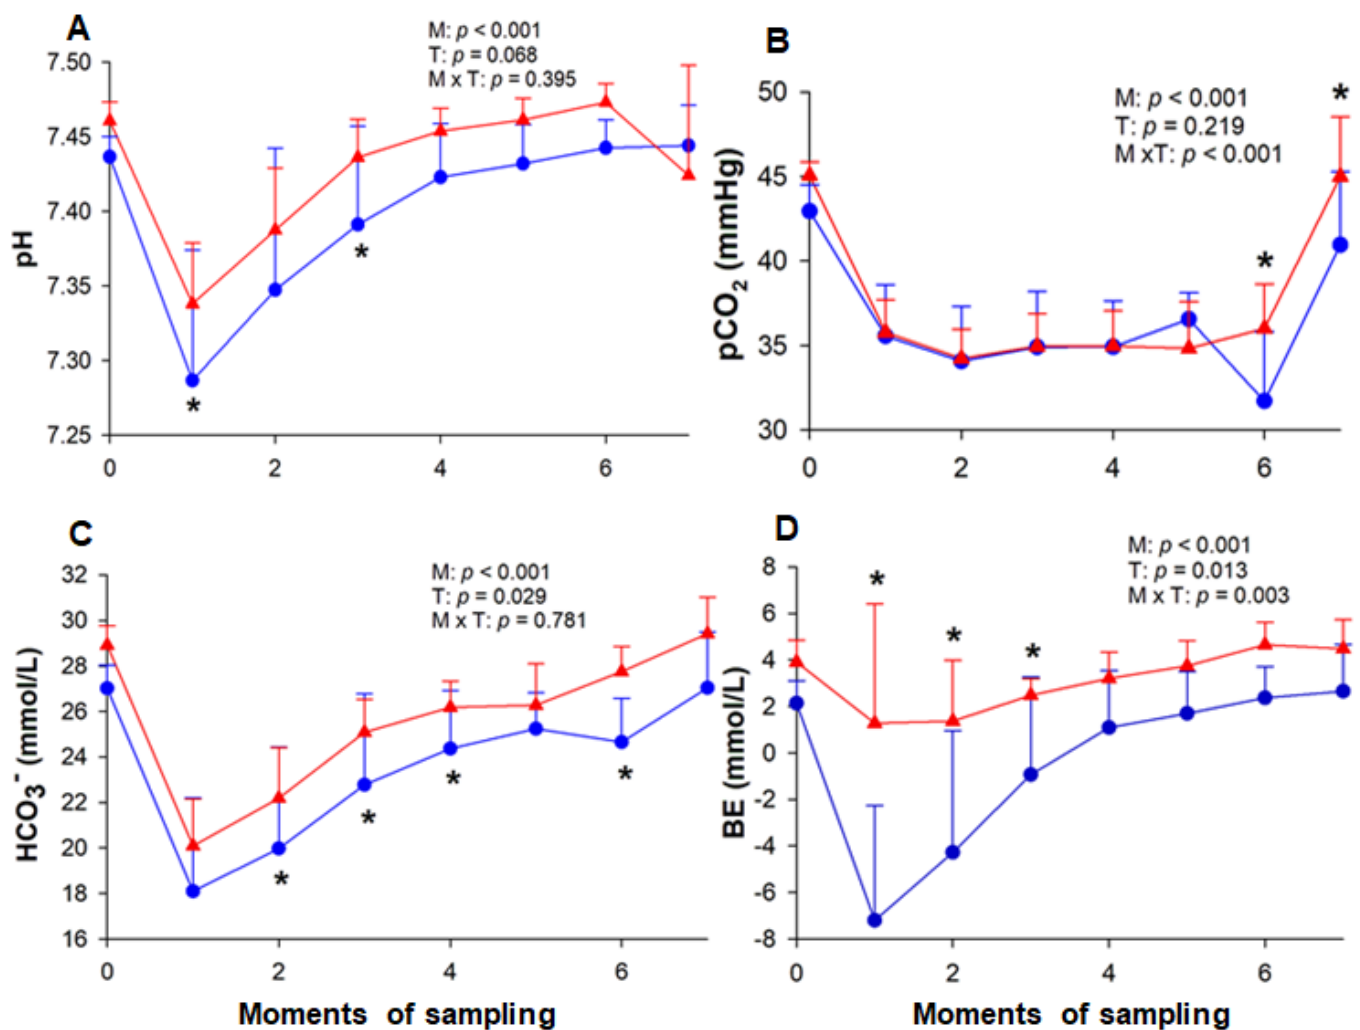 A
M: p < 0.001
T: p = 0.068
M x T: p = 0.395
7.50
7.45
7.40
7.35
7.30
7.25
pH
0
2
4
6
*
*
B
M: p < 0.001
T: p = 0.219
M xT: p < 0.001
50
45
40
35
30
pCO₂ (mmHg)
0
2
4
6
*
*
C
M: p < 0.001
T: p = 0.029
M x T: p = 0.781
32
30
28
26
24
22
20
18
16
HCO₃⁻ (mmol/L)
0
2
4
6
*
*
*
*
Moments of sampling
D
M: p < 0.001
T: p = 0.013
M x T: p = 0.003
8
6
4
2
0
-2
-4
-6
-8
BE (mmol/L)
0
2
4
6
*
*
*
Moments of sampling